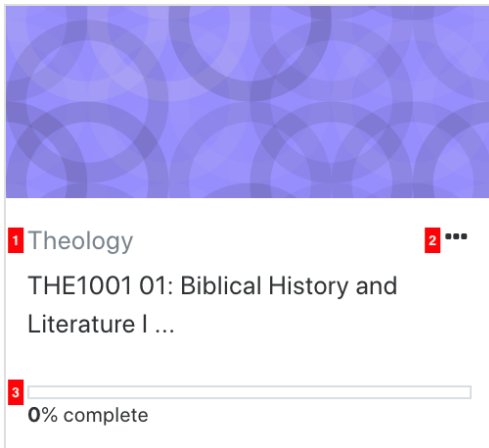 1 Theology 2 •••
THE1001 01: Biblical History and
Literature I ...
3
0% complete